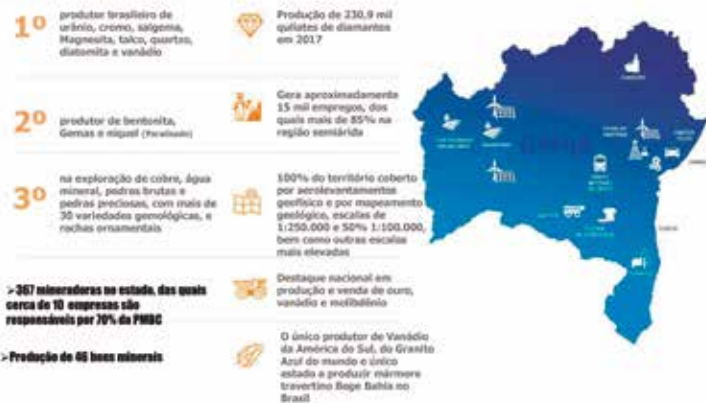 1º
produtor brasileiro de
urânio, cromo, salgema,
Magnesita, talco, quartzo,
diatomita e vanádio
Produção de 230,9 mil
quilates de diamantes
em 2017
2º
produtor de bentonita,
Gemas e níquel (Paralisado)
Gera aproximadamente
15 mil empregos, dos
quais mais de 85% na
região semiárida
3º
na exploração de cobre, água
mineral, pedras brutas e
pedras preciosas, com mais de
30 variedades gemológicas, e
rochas ornamentais
100% do território coberto
por aerolevantamentos
geofísico e por mapeamento
geológico, escalas de
1:250.000 e 50% 1:100.000,
bem como outras escalas
mais elevadas
➢367 mineradoras no estado, das quais
cerca de 10 empresas são
responsáveis por 70% da PMBC
Destaque nacional em
produção e venda de ouro,
vanádio e molibdênio
➢Produção de 46 bens minerais
O único produtor de Vanádio
da América do Sul, do Granito
Azul do mundo e único
estado a produzir mármore
travertino Bege Bahia no
Brasil